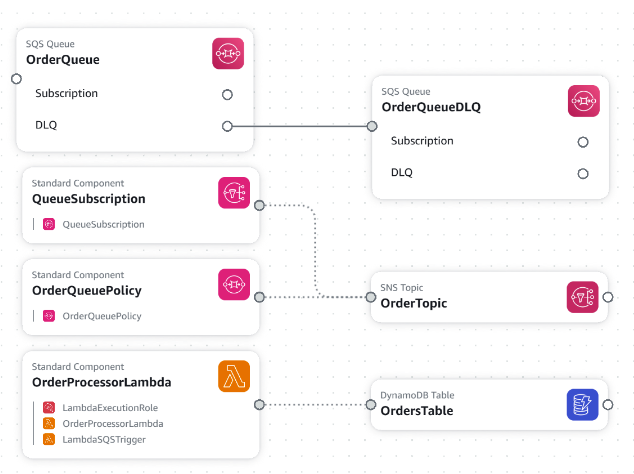 SQS Queue
OrderQueue
Subscription
DLQ
SQS Queue
OrderQueueDLQ
Subscription
DLQ
Standard Component
QueueSubscription
QueueSubscription
Standard Component
OrderQueuePolicy
OrderQueuePolicy
SNS Topic
OrderTopic
Standard Component
OrderProcessorLambda
LambdaExecutionRole
OrderProcessorLambda
LambdaSQSTrigger
DynamoDB Table
OrdersTable